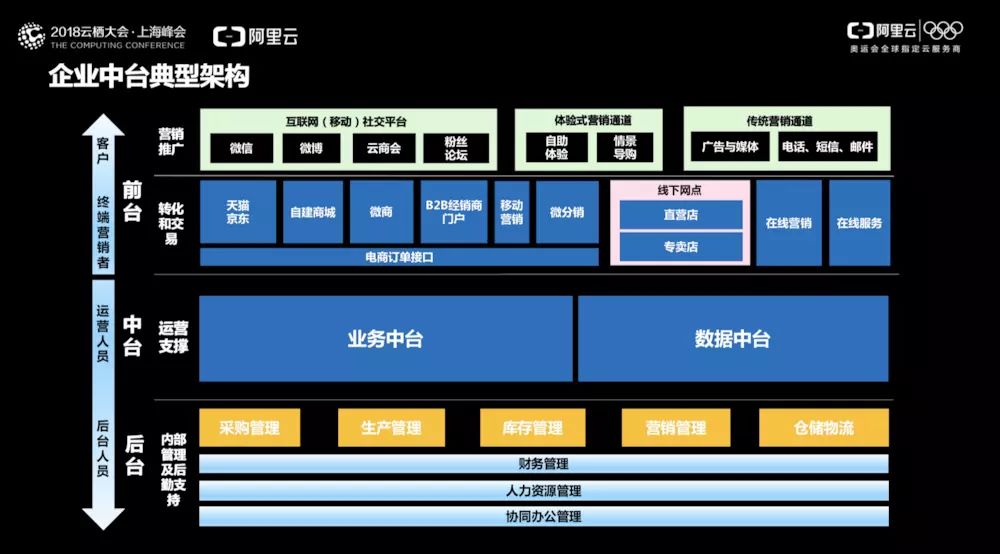 2018云栖大会·上海峰会
THE COMPUTING CONFERENCE
阿里云
阿里云
奥运会全球指定云服务商
企业中台典型架构
客户
终端营销者
运营人员
后台人员
前台
营销
推广
互联网（移动）社交平台
微信
微博
云商会
粉丝
论坛
体验式营销通道
自助
体验
情景
导购
传统营销通道
广告与媒体
电话、短信、邮件
转化
和交
易
天猫
京东
自建商城
微商
B2B经销商
门户
移动
营销
微分销
电商订单接口
线下网点
直营店
专卖店
在线营销
在线服务
中台
运营
支撑
业务中台
数据中台
后台
内部
管理
及后
勤支
持
采购管理
生产管理
库存管理
营销管理
仓储物流
财务管理
人力资源管理
协同办公管理